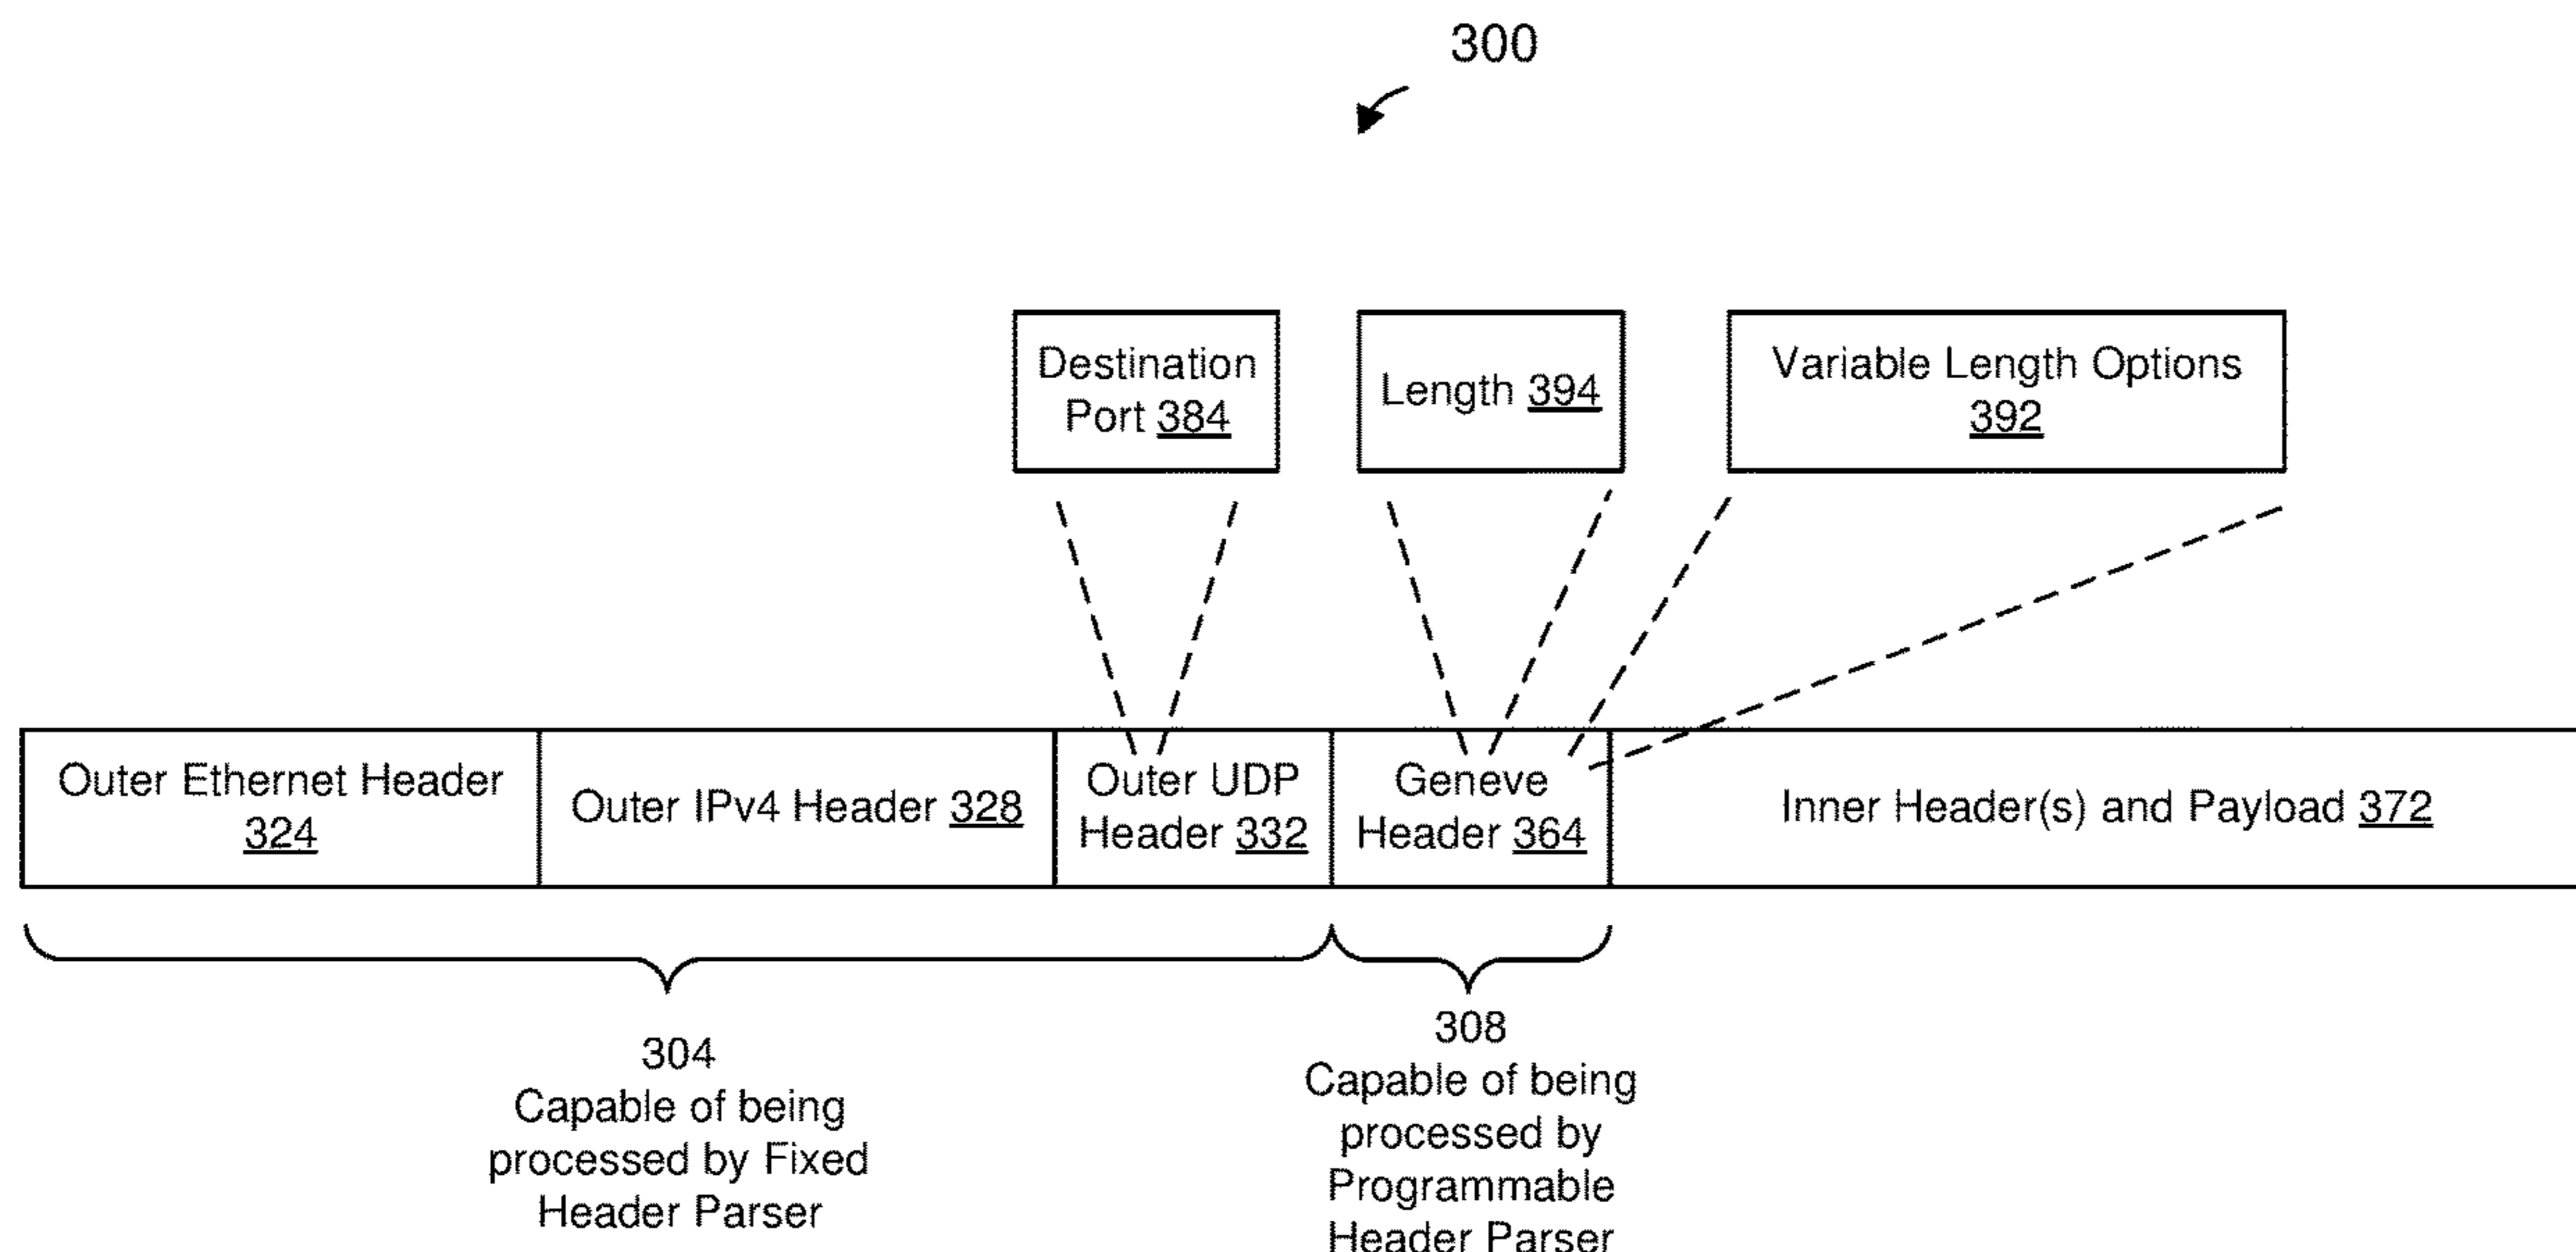 300
Destination
Port 384
Length 394
Variable Length Options
392
Outer Ethernet Header
324
Outer IPv4 Header 328
Outer UDP
Header 332
Geneve
Header 364
Inner Header(s) and Payload 372
304
Capable of being
processed by Fixed
Header Parser
308
Capable of being
processed by
Programmable
Header Parser